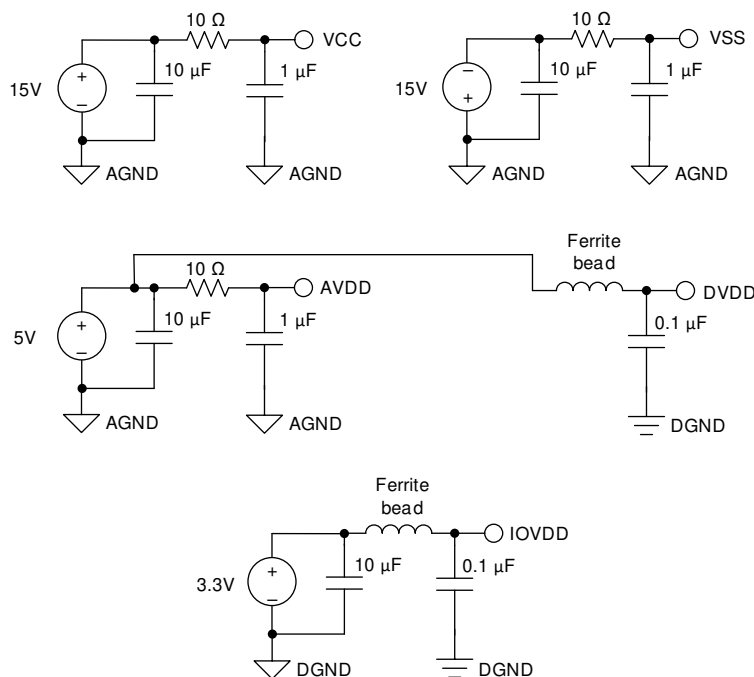 10 Ω
VCC
10 µF
1 µF
15V
+
−
AGND
AGND
10 Ω
VSS
10 µF
1 µF
15V
−
+
AGND
AGND
Ferrite
bead
10 Ω
AVDD
DVDD
10 µF
1 µF
0.1 µF
5V
+
−
AGND
AGND
DGND
Ferrite
bead
IOVDD
10 µF
0.1 µF
3.3V
+
−
DGND
DGND